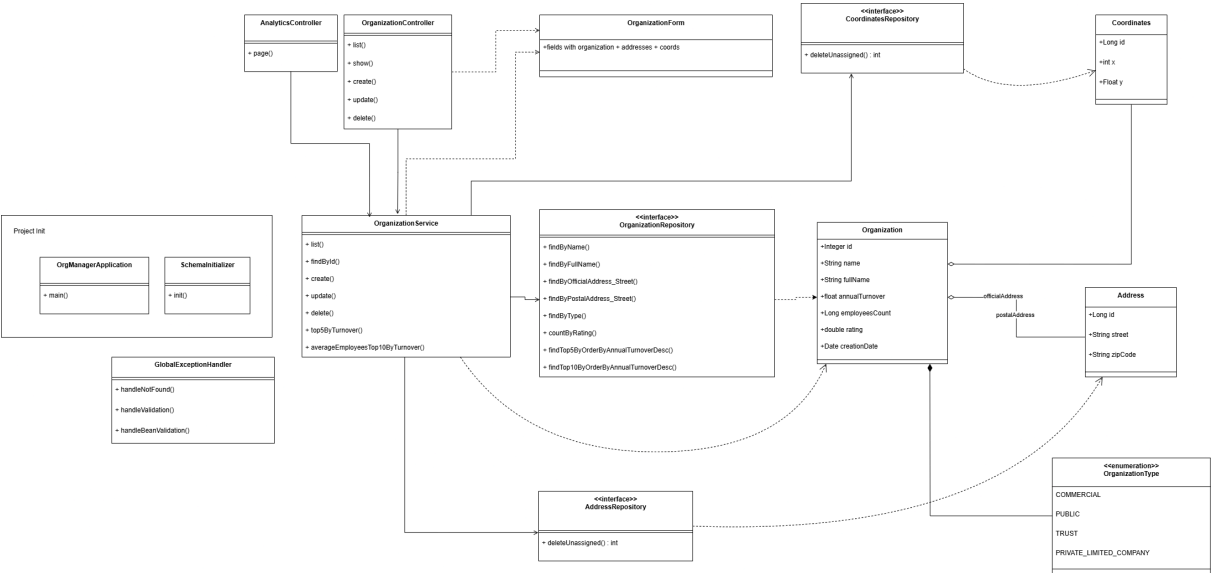 AnalyticsController
+ page()
OrganizationController
+ list()
+ show()
+ create()
+ update()
+ delete()
OrganizationForm
+fields with organization + addresses + coords
<<interface>>
CoordinatesRepository
+ deleteUnassigned() : int
Coordinates
+Long id
+int x
+Float y
Project Init
OrgManagerApplication
+ main()
SchemaInitializer
+ init()
GlobalExceptionHandler
+ handleNotFound()
+ handleValidation()
+ handleBeanValidation()
OrganizationService
+ list()
+ findById()
+ create()
+ update()
+ delete()
+ top5ByTurnover()
+ averageEmployeesTop10ByTurnover()
<<interface>>
OrganizationRepository
+ findByName()
+ findByFullName()
+ findByOfficialAddress_Street()
+ findByPostalAddress_Street()
+ findByType()
+ countByRating()
+ findTop5ByOrderByAnnualTurnoverDesc()
+ findTop10ByOrderByAnnualTurnoverDesc()
Organization
+Integer id
+String name
+String fullName
+float annualTurnover
+Long employeesCount
+double rating
+Date creationDate
officialAddress
postalAddress
Address
+Long id
+String street
+String zipCode
<<interface>>
AddressRepository
+ deleteUnassigned() : int
<<enumeration>>
OrganizationType
COMMERCIAL
PUBLIC
TRUST
PRIVATE_LIMITED_COMPANY